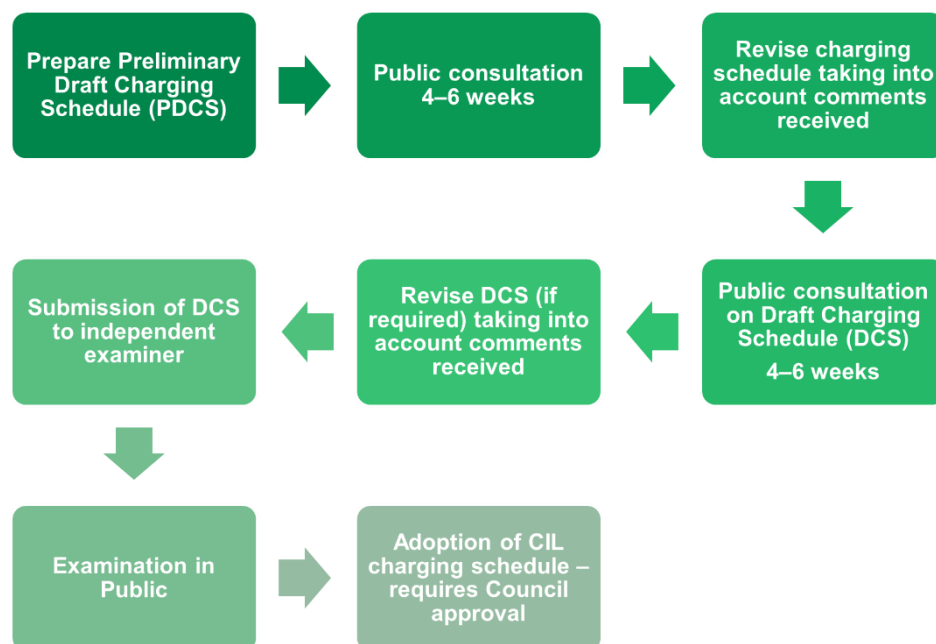 Prepare Preliminary
Draft Charging
Schedule (PDCS)
Public consultation
4–6 weeks
Revise charging
schedule taking into
account comments
received
Public consultation
on Draft Charging
Schedule (DCS)
4–6 weeks
Revise DCS (if
required) taking into
account comments
received
Submission of DCS
to independent
examiner
Examination in
Public
Adoption of CIL
charging schedule –
requires Council
approval